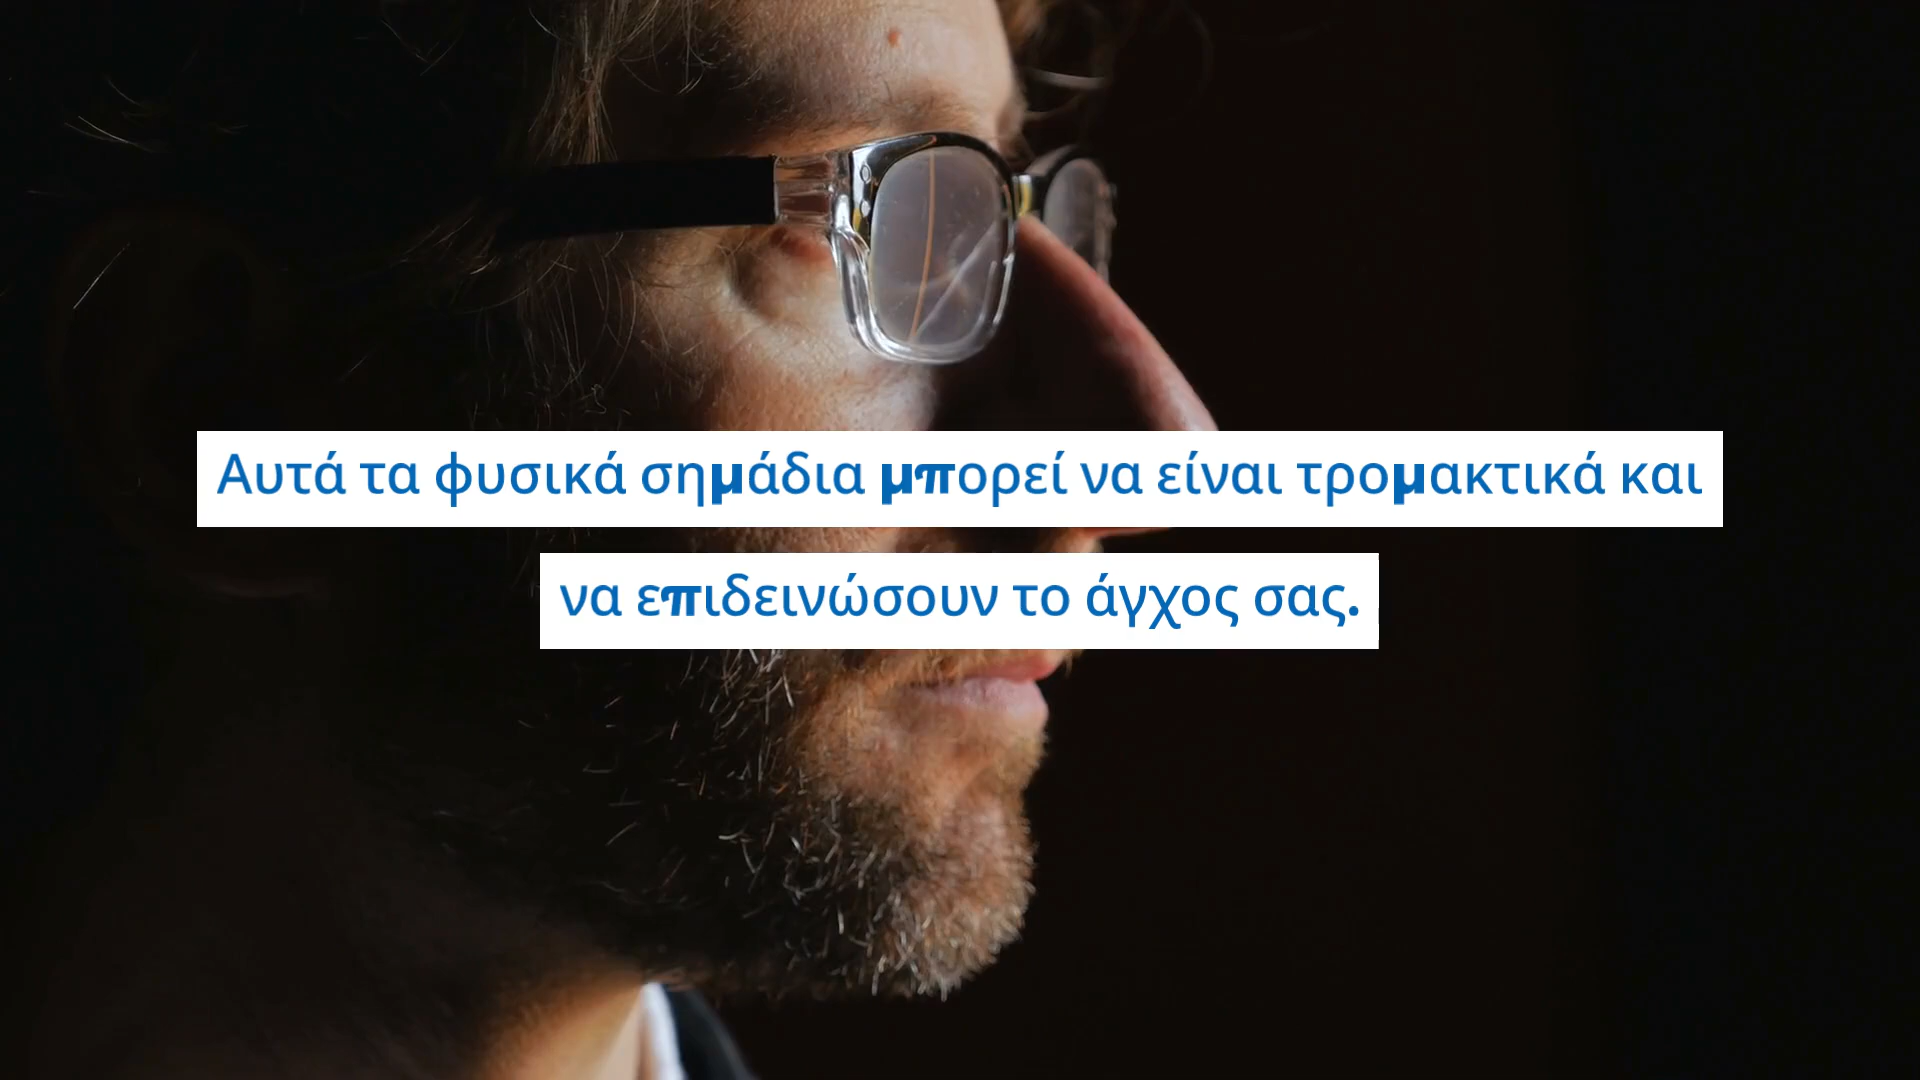 Αυτά τα φυσικά σημάδια μπορεί να είναι τρομακτικά και
να επιδεινώσουν το άγχος σας.